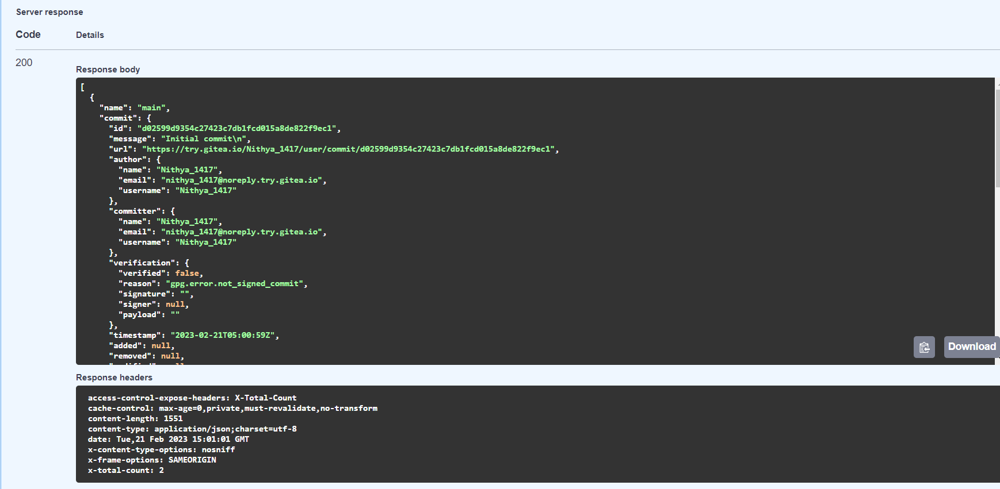 Server response
Code Details
200
Response body
[
  {
    "name": "main",
    "commit": {
      "id": "d02599d9354c27423c7db1fcd015a8de822f9ec1",
      "message": "Initial commit\n",
      "url": "https://try.gitea.io/Nithya_1417/user/commit/d02599d9354c27423c7db1fcd015a8de822f9ec1",
      "author": {
        "name": "Nithya_1417",
        "email": "nithya_1417@noreply.try.gitea.io",
        "username": "Nithya_1417"
      },
      "committer": {
        "name": "Nithya_1417",
        "email": "nithya_1417@noreply.try.gitea.io",
        "username": "Nithya_1417"
      },
      "verification": {
        "verified": false,
        "reason": "gpg.error.not_signed_commit",
        "signature": "",
        "signer": null,
        "payload": ""
      },
      "timestamp": "2023-02-21T05:00:59Z",
      "added": null,
      "removed": null,
Download
Response headers
access-control-expose-headers: X-Total-Count
cache-control: max-age=0,private,must-revalidate,no-transform
content-length: 1551
content-type: application/json;charset=utf-8
date: Tue,21 Feb 2023 15:01:01 GMT
x-content-type-options: nosniff
x-frame-options: SAMEORIGIN
x-total-count: 2